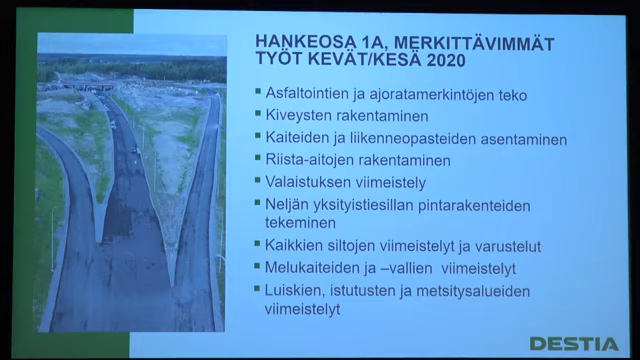 HANKEOSA 1A, MERKITTÄVIMMÄT
TYÖT KEVÄT/KESÄ 2020
Asfaltointien ja ajoratamerkintöjen teko
Kiveysten rakentaminen
Kaiteiden ja liikenneopasteiden asentaminen
Riista-aitojen rakentaminen
Valaistuksen viimeistely
Neljän yksityistiesillan pintarakenteiden
tekeminen
Kaikkien siltojen viimeistelyt ja varustelut
Melukaiteiden ja –vallien viimeistelyt
Luiskien, istutusten ja metsitysalueiden
viimeistelyt
DESTIA